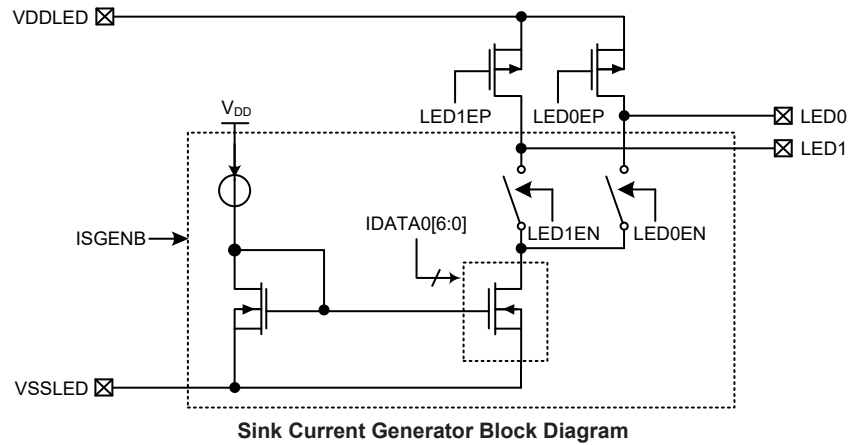 VDDLED
LED1EP
LED0EP
VDD
LED0
LED1
ISGENB
IDATA0[6:0]
LED1EN
LED0EN
VSSLED
Sink Current Generator Block Diagram